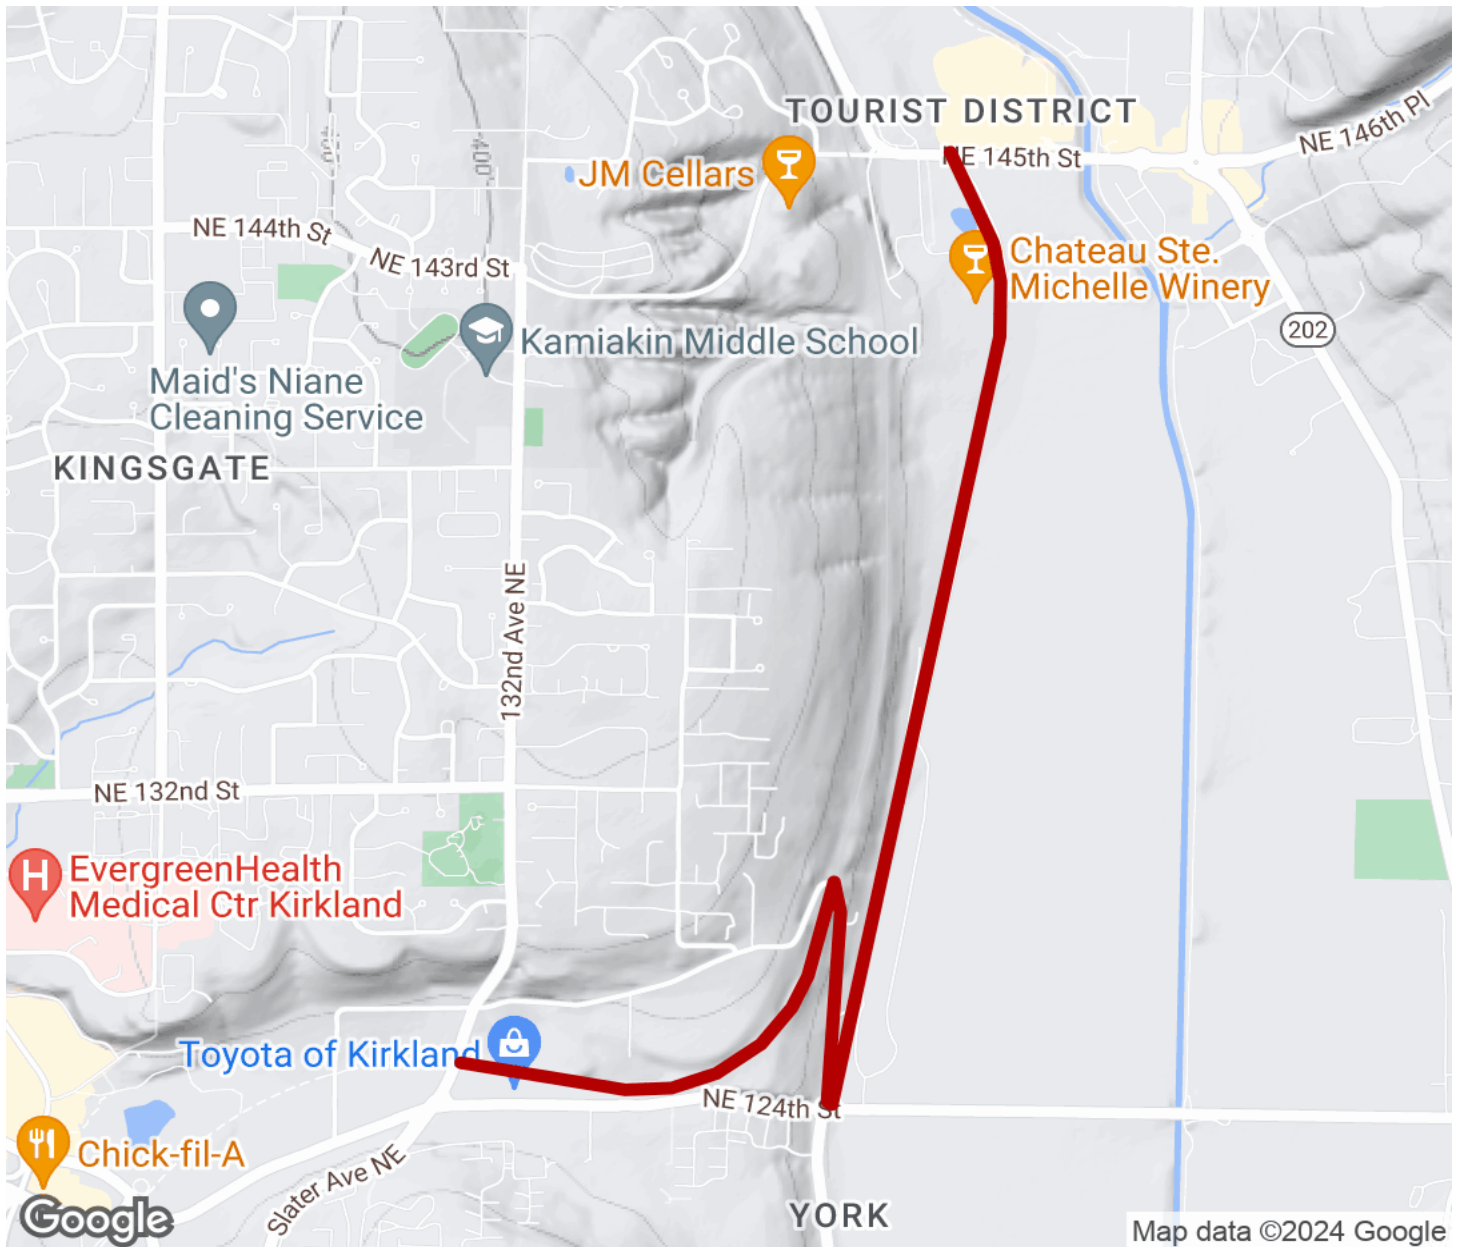 TOURIST DISTRICT
NE 145th St
NE 146th Pl
JM Cellars
400
400
NE 144th St
NE 143rd St
Chateau Ste.
Michelle Winery
202
Kamiakin Middle School
Maid's Niane
Cleaning Service
KINGSGATE
132nd Ave NE
NE 132nd St
EvergreenHealth
Medical Ctr Kirkland
Toyota of Kirkland
NE 124th St
Chick-fil-A
Slater Ave NE
YORK
Google
Map data ©2024 Google